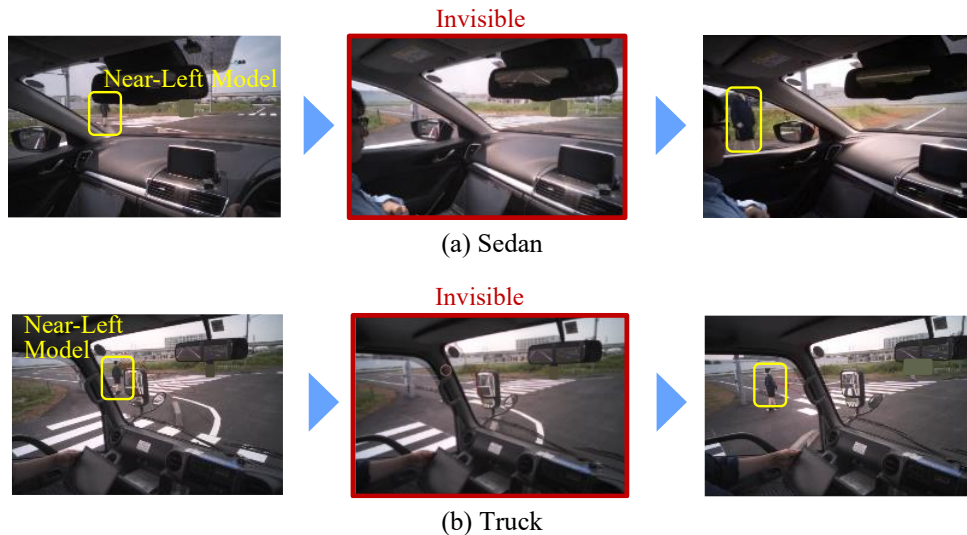 Invisible
Near-Left Model
(a) Sedan
Invisible
Near-Left
Model
(b) Truck